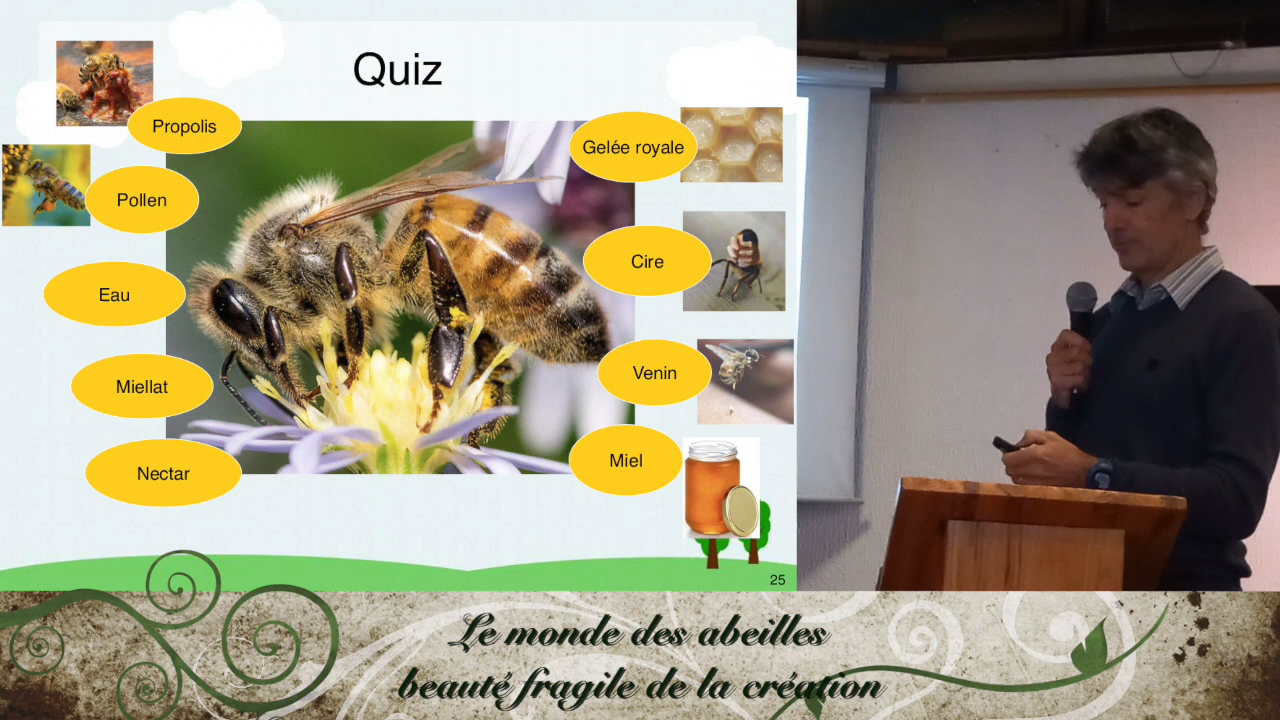 Quiz
Propolis
Pollen
Eau
Miellat
Nectar
Gelée royale
Cire
Venin
Miel
25
Le monde des abeilles
beauté fragile de la création